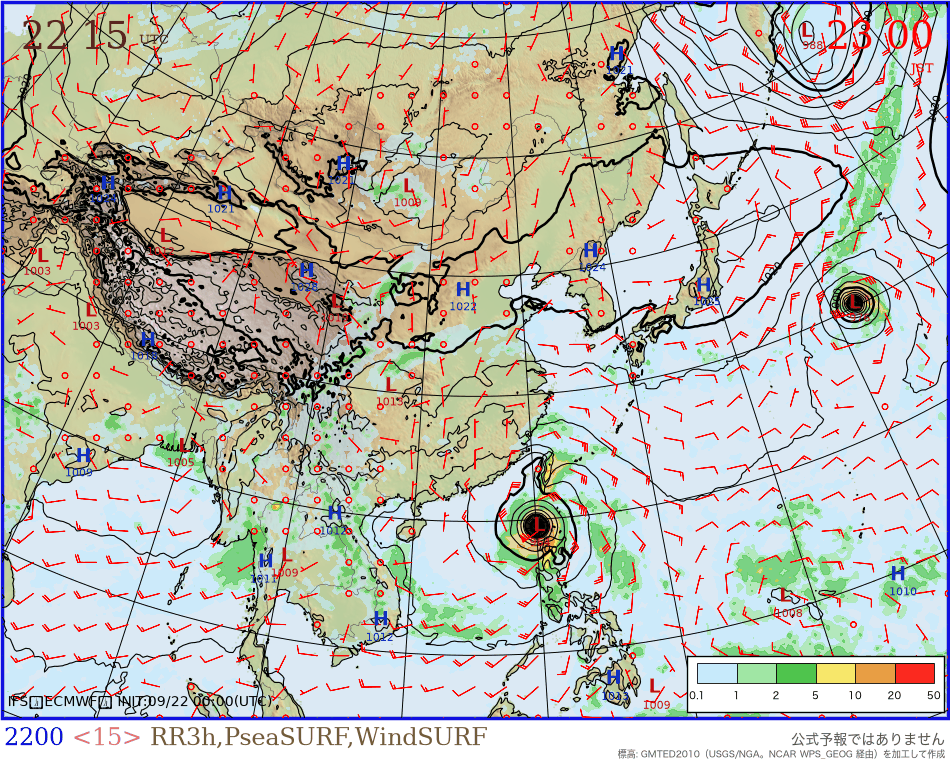 22 15 UTC
23 00
JST
L
988
H
H
H
1021
H
L
1009
L
L
1003
H
1024
H
H
1022
H
L
L
1003
H
L
1013
L
1005
H
1009
H
1012
L
L
1009
H
1011
H
1010
L
1008
H
1012
H
1013
L
1009
0.1 1 2 5 10 20 50
IFS□ECMWF□ INIT:09/22 00:00(UTC)
2200 <15> RR3h,PseaSURF,WindSURF
公式予報ではありません
標高: GMTED2010（USGS/NGA。NCAR WPS_GEOG 経由）を加工して作成